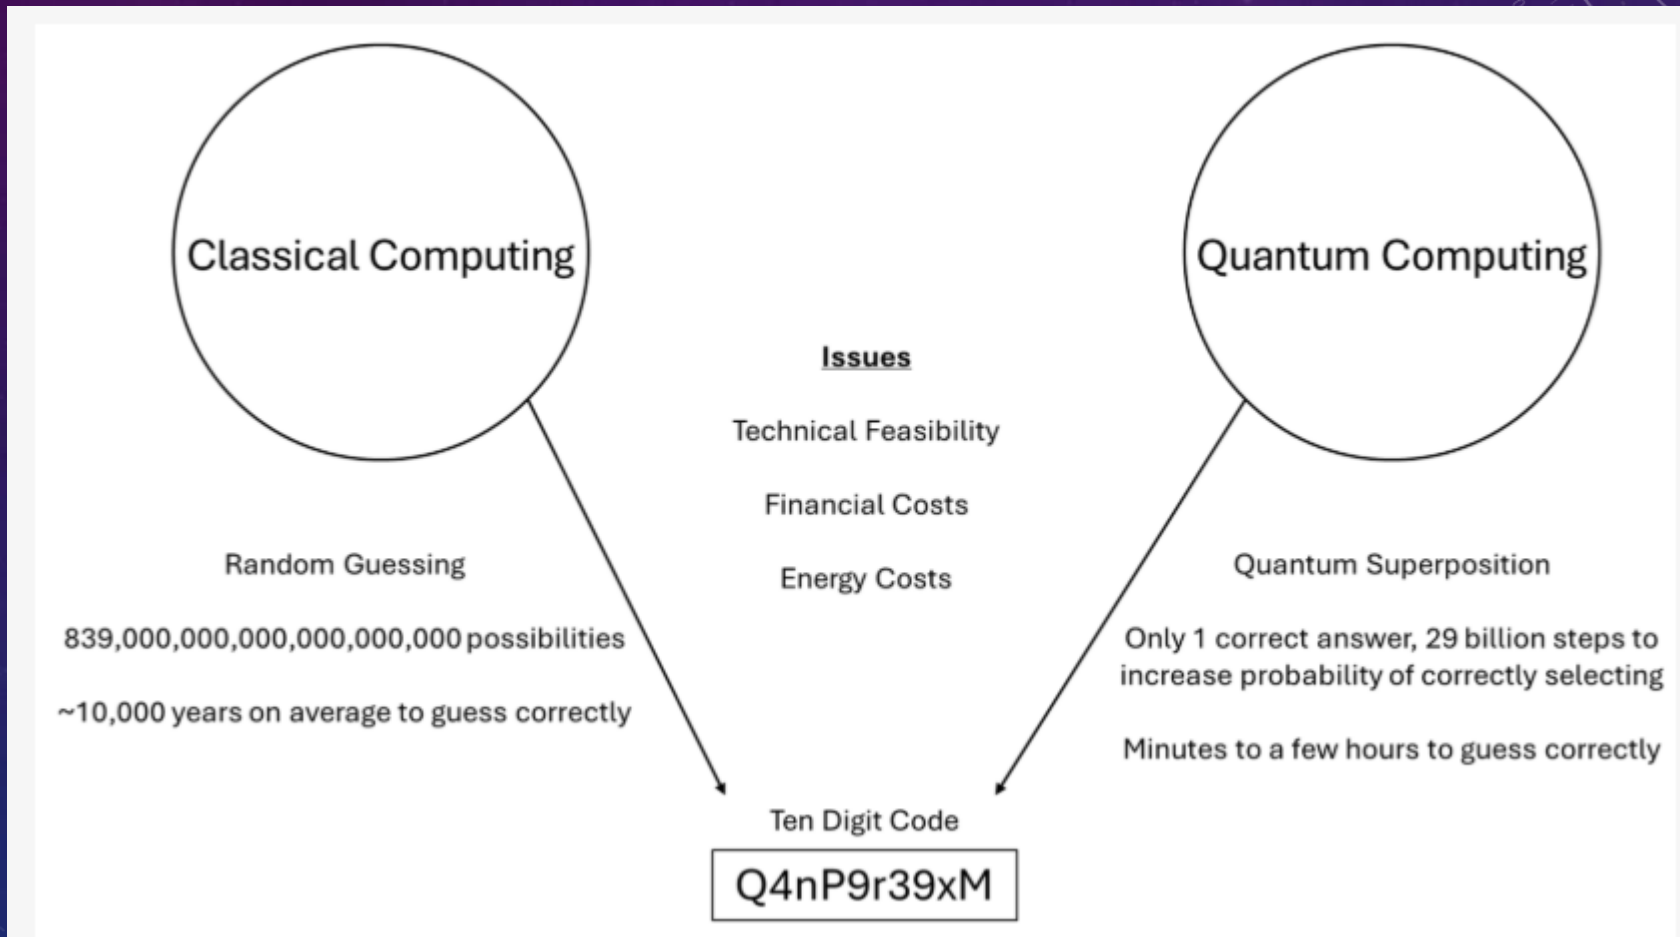 Classical Computing
Quantum Computing
Issues
Technical Feasibility
Financial Costs
Energy Costs
Random Guessing
839,000,000,000,000,000,000 possibilities
~10,000 years on average to guess correctly
Quantum Superposition
Only 1 correct answer, 29 billion steps to
increase probability of correctly selecting
Minutes to a few hours to guess correctly
Ten Digit Code
Q4nP9r39xM